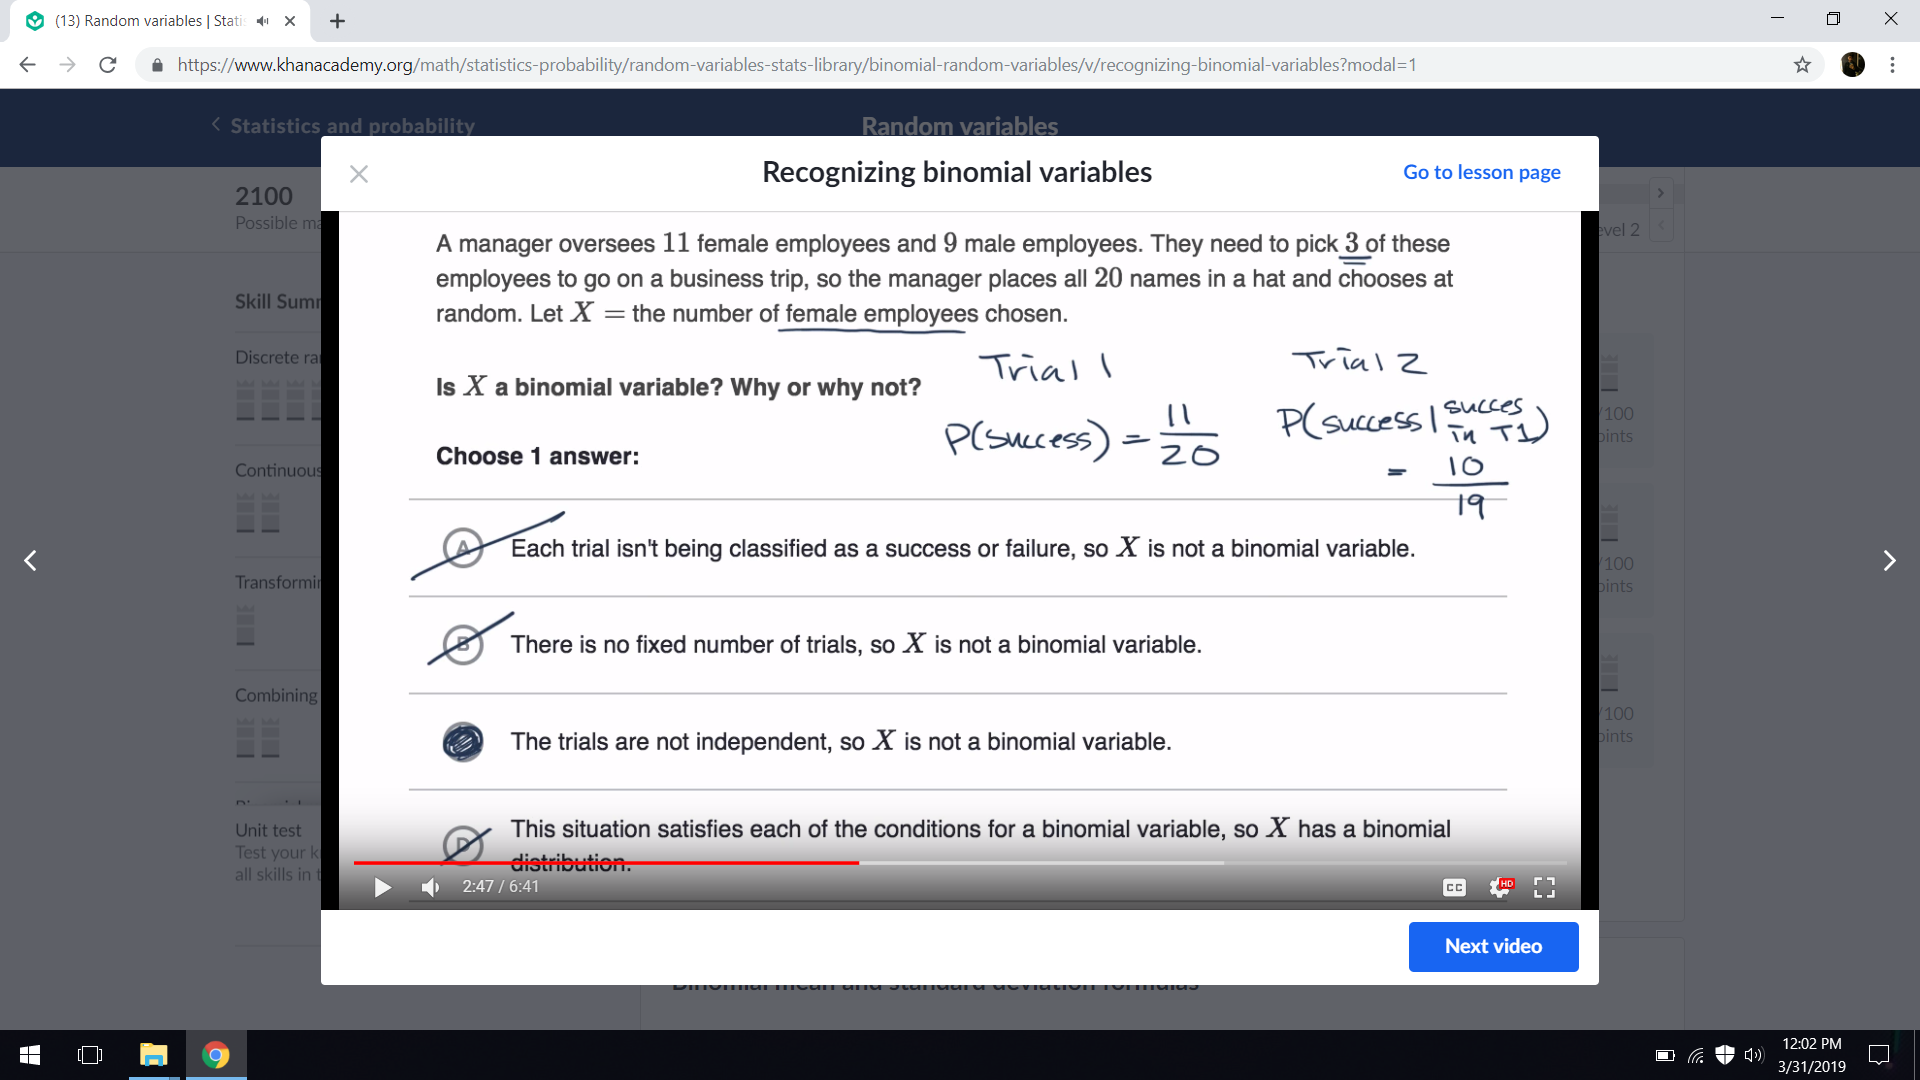 (13) Random variables | Stati
https://www.khanacademy.org/math/statistics-probability/random-variables-stats-library/binomial-random-variables/v/recognizing-binomial-variables?modal=1
Statistics and probability
Random variables
2100
Possible ma
Recognizing binomial variables
Go to lesson page
evel 2
Skill Summ
Discrete ra
Continuous
Transformin
Combining
Unit test
Test your k
all skills in t
A manager oversees 11 female employees and 9 male employees. They need to pick 3 of these
employees to go on a business trip, so the manager places all 20 names in a hat and chooses at
random. Let X = the number of female employees chosen.
Trial 1
Trial 2
Is X a binomial variable? Why or why not?
P(success) = 11/20
P(success | succes in T1)
= 10/19
Choose 1 answer:
A Each trial isn't being classified as a success or failure, so X is not a binomial variable.
B There is no fixed number of trials, so X is not a binomial variable.
The trials are not independent, so X is not a binomial variable.
D This situation satisfies each of the conditions for a binomial variable, so X has a binomial
distribution.
/100
oints
/100
oints
/100
oints
2:47 / 6:41
CC
HD
Next video
Binomial mean and standard deviation formulas
12:02 PM
3/31/2019